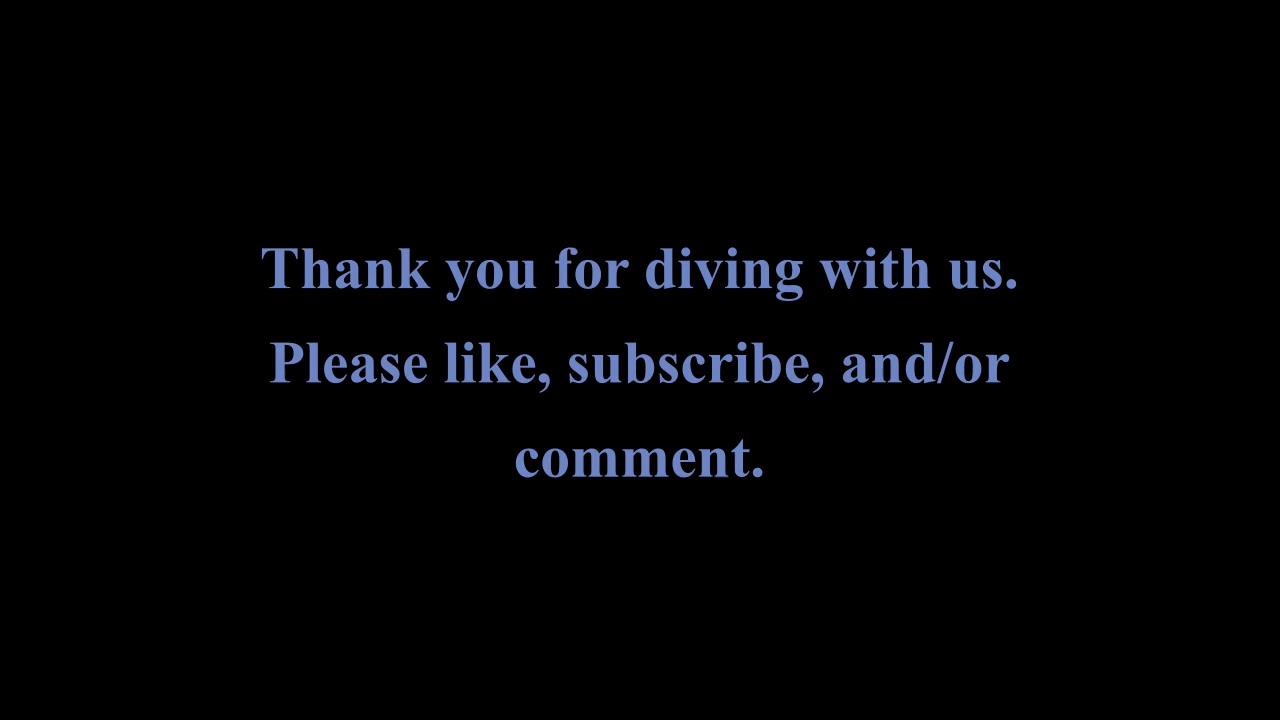 Thank you for diving with us.
Please like, subscribe, and/or
comment.